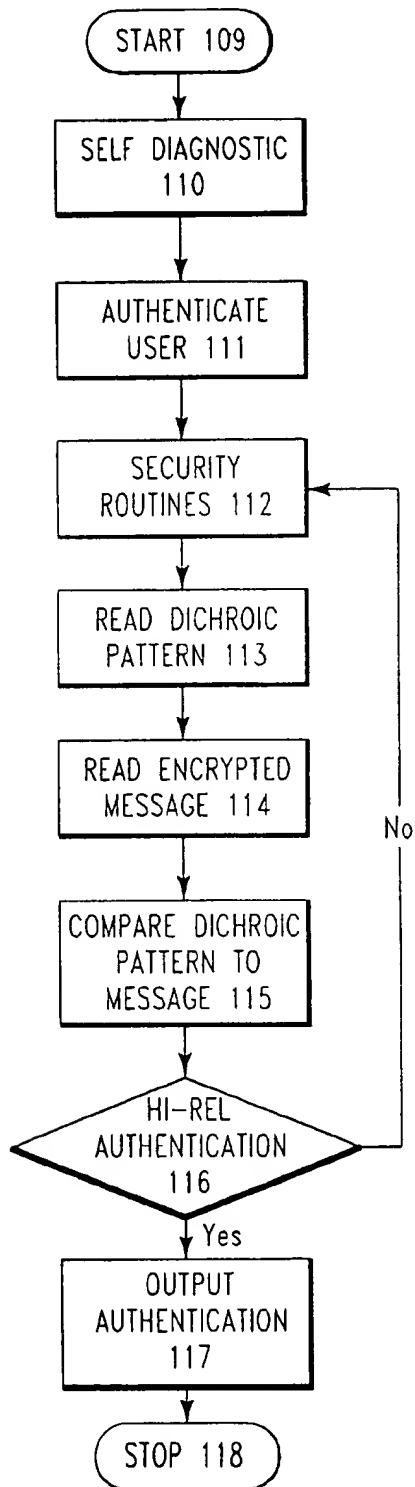 START 109
SELF DIAGNOSTIC
110
AUTHENTICATE
USER 111
SECURITY
ROUTINES 112
READ DICHROIC
PATTERN 113
READ ENCRYPTED
MESSAGE 114
No
COMPARE DICHROIC
PATTERN TO
MESSAGE 115
HI-REL
AUTHENTICATION
116
Yes
OUTPUT
AUTHENTICATION
117
STOP 118